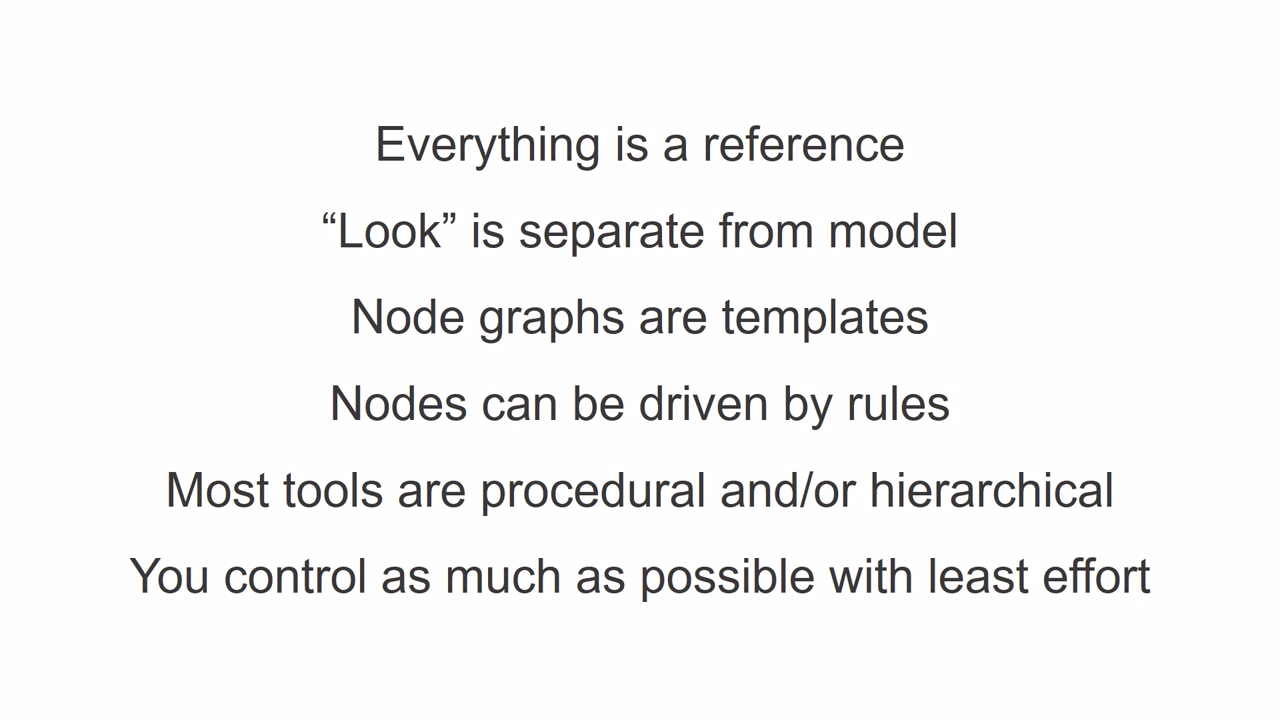 Everything is a reference
“Look” is separate from model
Node graphs are templates
Nodes can be driven by rules
Most tools are procedural and/or hierarchical
You control as much as possible with least effort